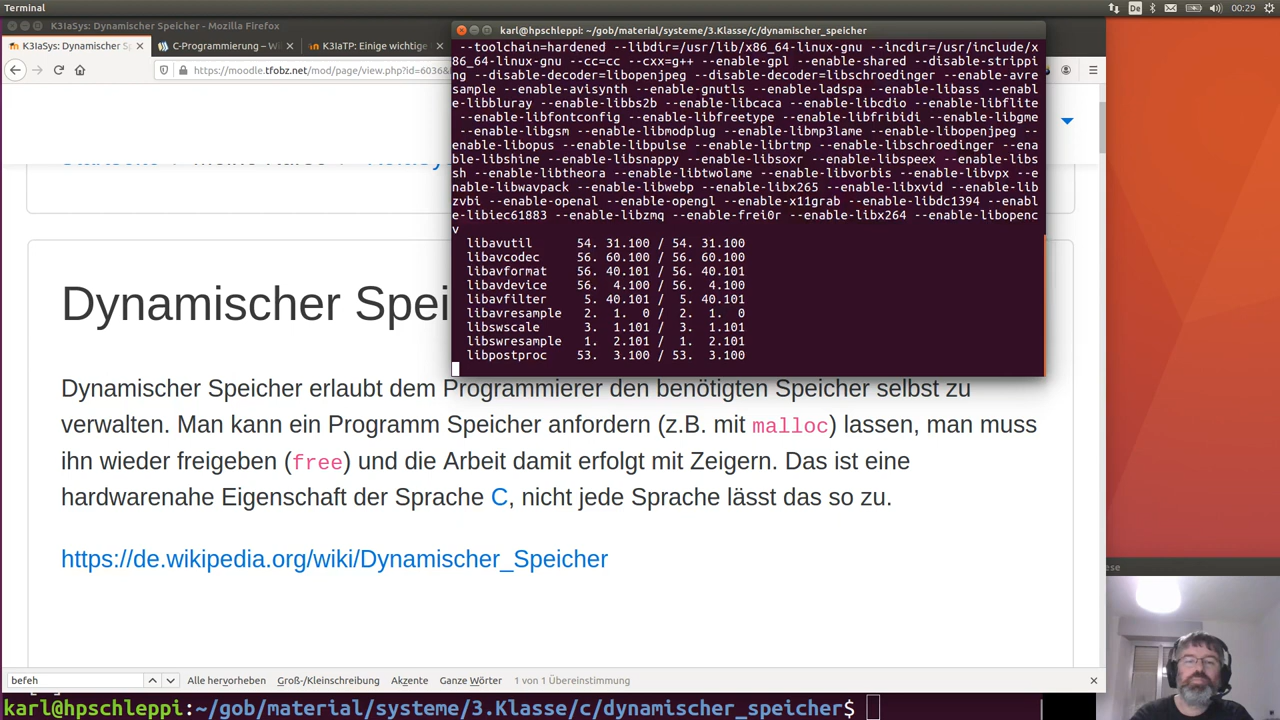 Terminal
De
00:29
K3IaSys: Dynamischer Speicher - Mozilla Firefox
K3IaSys: Dynamischer S
C-Programmierung – Wi
K3IaTP: Einige wichtige
https://moodle.tfobz.net/mod/page/view.php?id=6036&
karl@hpschleppi: ~/gob/material/systeme/3.Klasse/c/dynamischer_speicher
--toolchain=hardened --libdir=/usr/lib/x86_64-linux-gnu --incdir=/usr/include/x
86_64-linux-gnu --cc=cc --cxx=g++ --enable-gpl --enable-shared --disable-strippi
ng --disable-decoder=libopenjpeg --disable-decoder=libschroedinger --enable-avre
sample --enable-avisynth --enable-gnutls --enable-ladspa --enable-libass --enabl
e-libbluray --enable-libbs2b --enable-libcaca --enable-libcdio --enable-libflite
--enable-libfontconfig --enable-libfreetype --enable-libfribidi --enable-libgme
--enable-libgsm --enable-libmodplug --enable-libmp3lame --enable-libopenjpeg --
enable-libopus --enable-libpulse --enable-librtmp --enable-libschroedinger --ena
ble-libshine --enable-libsnappy --enable-libsoxr --enable-libspeex --enable-libs
sh --enable-libtheora --enable-libtwolame --enable-libvorbis --enable-libvpx --e
nable-libwavpack --enable-libwebp --enable-libx265 --enable-libxvid --enable-lib
zvbi --enable-openal --enable-opengl --enable-x11grab --enable-libdc1394 --enabl
e-libiec61883 --enable-libzmq --enable-frei0r --enable-libx264 --enable-libopenc
v
libavutil 54. 31.100 / 54. 31.100
libavcodec 56. 60.100 / 56. 60.100
libavformat 56. 40.101 / 56. 40.101
libavdevice 56. 4.100 / 56. 4.100
libavfilter 5. 40.101 / 5. 40.101
libavresample 2. 1. 0 / 2. 1. 0
libswscale 3. 1.101 / 3. 1.101
libswresample 1. 2.101 / 1. 2.101
libpostproc 53. 3.100 / 53. 3.100
Dynamischer Spei
Dynamischer Speicher erlaubt dem Programmierer den benötigten Speicher selbst zu
verwalten. Man kann ein Programm Speicher anfordern (z.B. mit malloc) lassen, man muss
ihn wieder freigeben (free) und die Arbeit damit erfolgt mit Zeigern. Das ist eine
hardwarenahe Eigenschaft der Sprache C, nicht jede Sprache lässt das so zu.
https://de.wikipedia.org/wiki/Dynamischer_Speicher
ese
befeh
Alle hervorheben
Groß-/Kleinschreibung
Akzente
Ganze Wörter
1 von 1 Übereinstimmung
karl@hpschleppi:~/gob/material/systeme/3.Klasse/c/dynamischer_speicher$